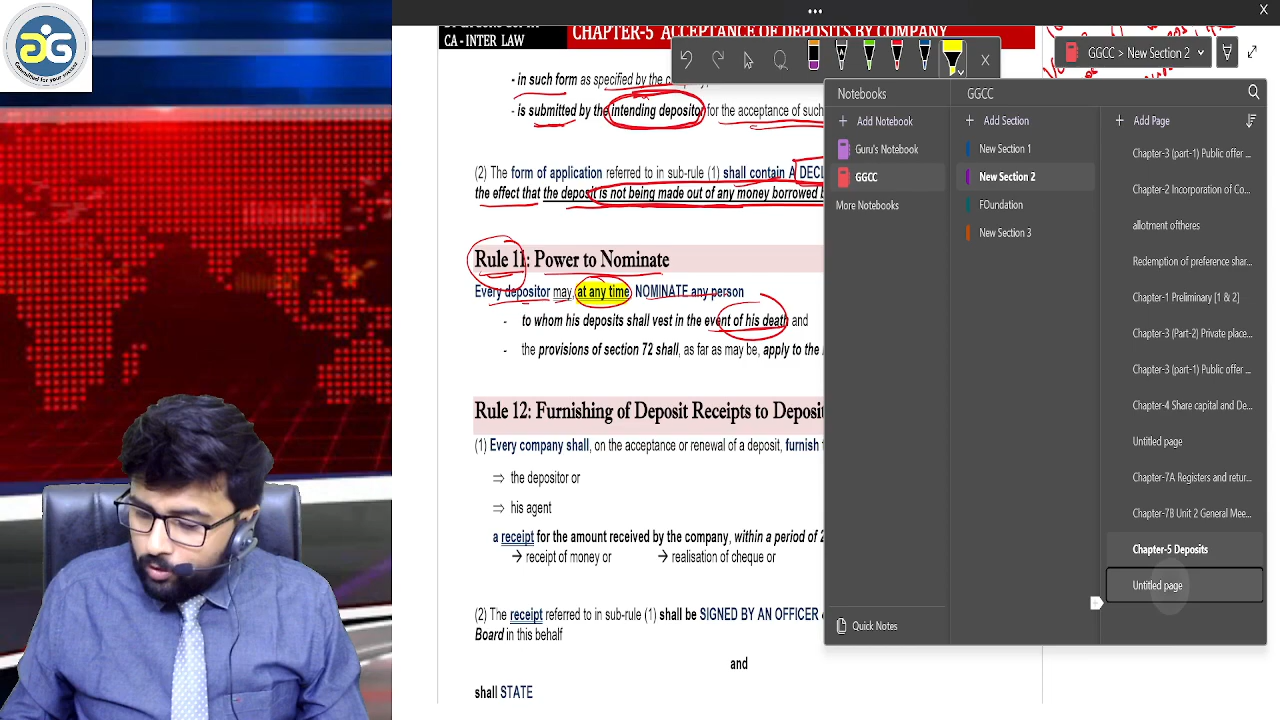 Committed for your success
CA - INTER LAW
CHAPTER-5 ACCEPTANCE OF DEPOSITS BY COMPANY
- in such form as specified by the
- is submitted by the intending depositor for the acceptance of such
(2) The form of application referred to in sub-rule (1) shall contain A DECL
the effect that the deposit is not being made out of any money borrowed
Rule 11: Power to Nominate
Every depositor may, at any time, NOMINATE any person
- to whom his deposits shall vest in the event of his death and
- the provisions of section 72 shall, as far as may be, apply to the
Rule 12: Furnishing of Deposit Receipts to Deposit
(1) Every company shall, on the acceptance or renewal of a deposit, furnish
⇒ the depositor or
⇒ his agent
a receipt for the amount received by the company, within a period of 2
→ receipt of money or → realisation of cheque or
(2) The receipt referred to in sub-rule (1) shall be SIGNED BY AN OFFICER
Board in this behalf
and
shall STATE
GGCC > New Section 2
Notebooks
+ Add Notebook
Guru's Notebook
GGCC
More Notebooks
Quick Notes
GGCC
+ Add Section
New Section 1
New Section 2
FOundation
New Section 3
+ Add Page
Chapter-3 (part-1) Public offer ...
Chapter-2 Incorporation of Co...
allotment oftheres
Redemption of preference shar...
Chapter-1 Preliminary [1 & 2]
Chapter-3 (Part-2) Private place...
Chapter-3 (part-1) Public offer ...
Chapter-4 Share capital and De...
Untitled page
Chapter-7A Registers and retur...
Chapter-7B Unit 2 General Mee...
Chapter-5 Deposits
Untitled page